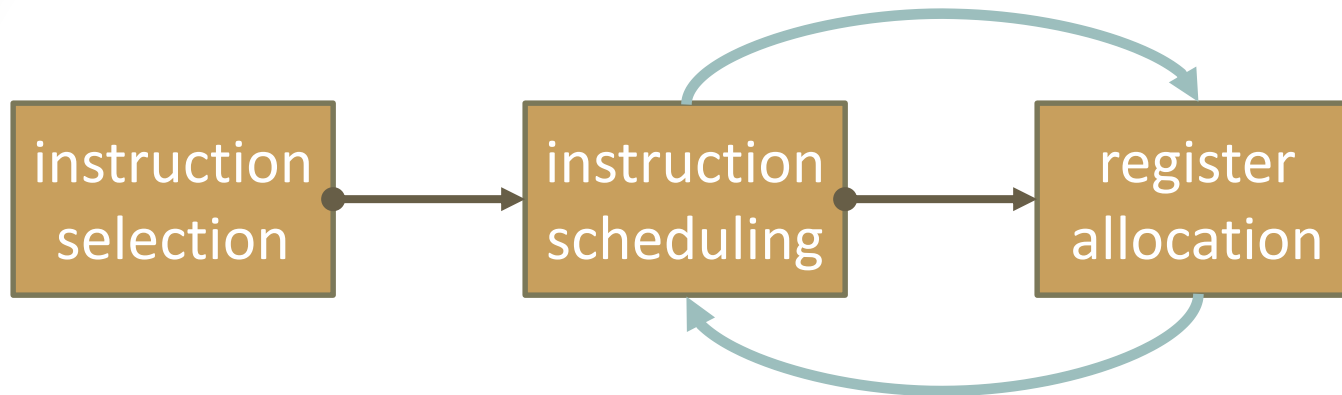 instruction
selection
instruction
scheduling
register
allocation